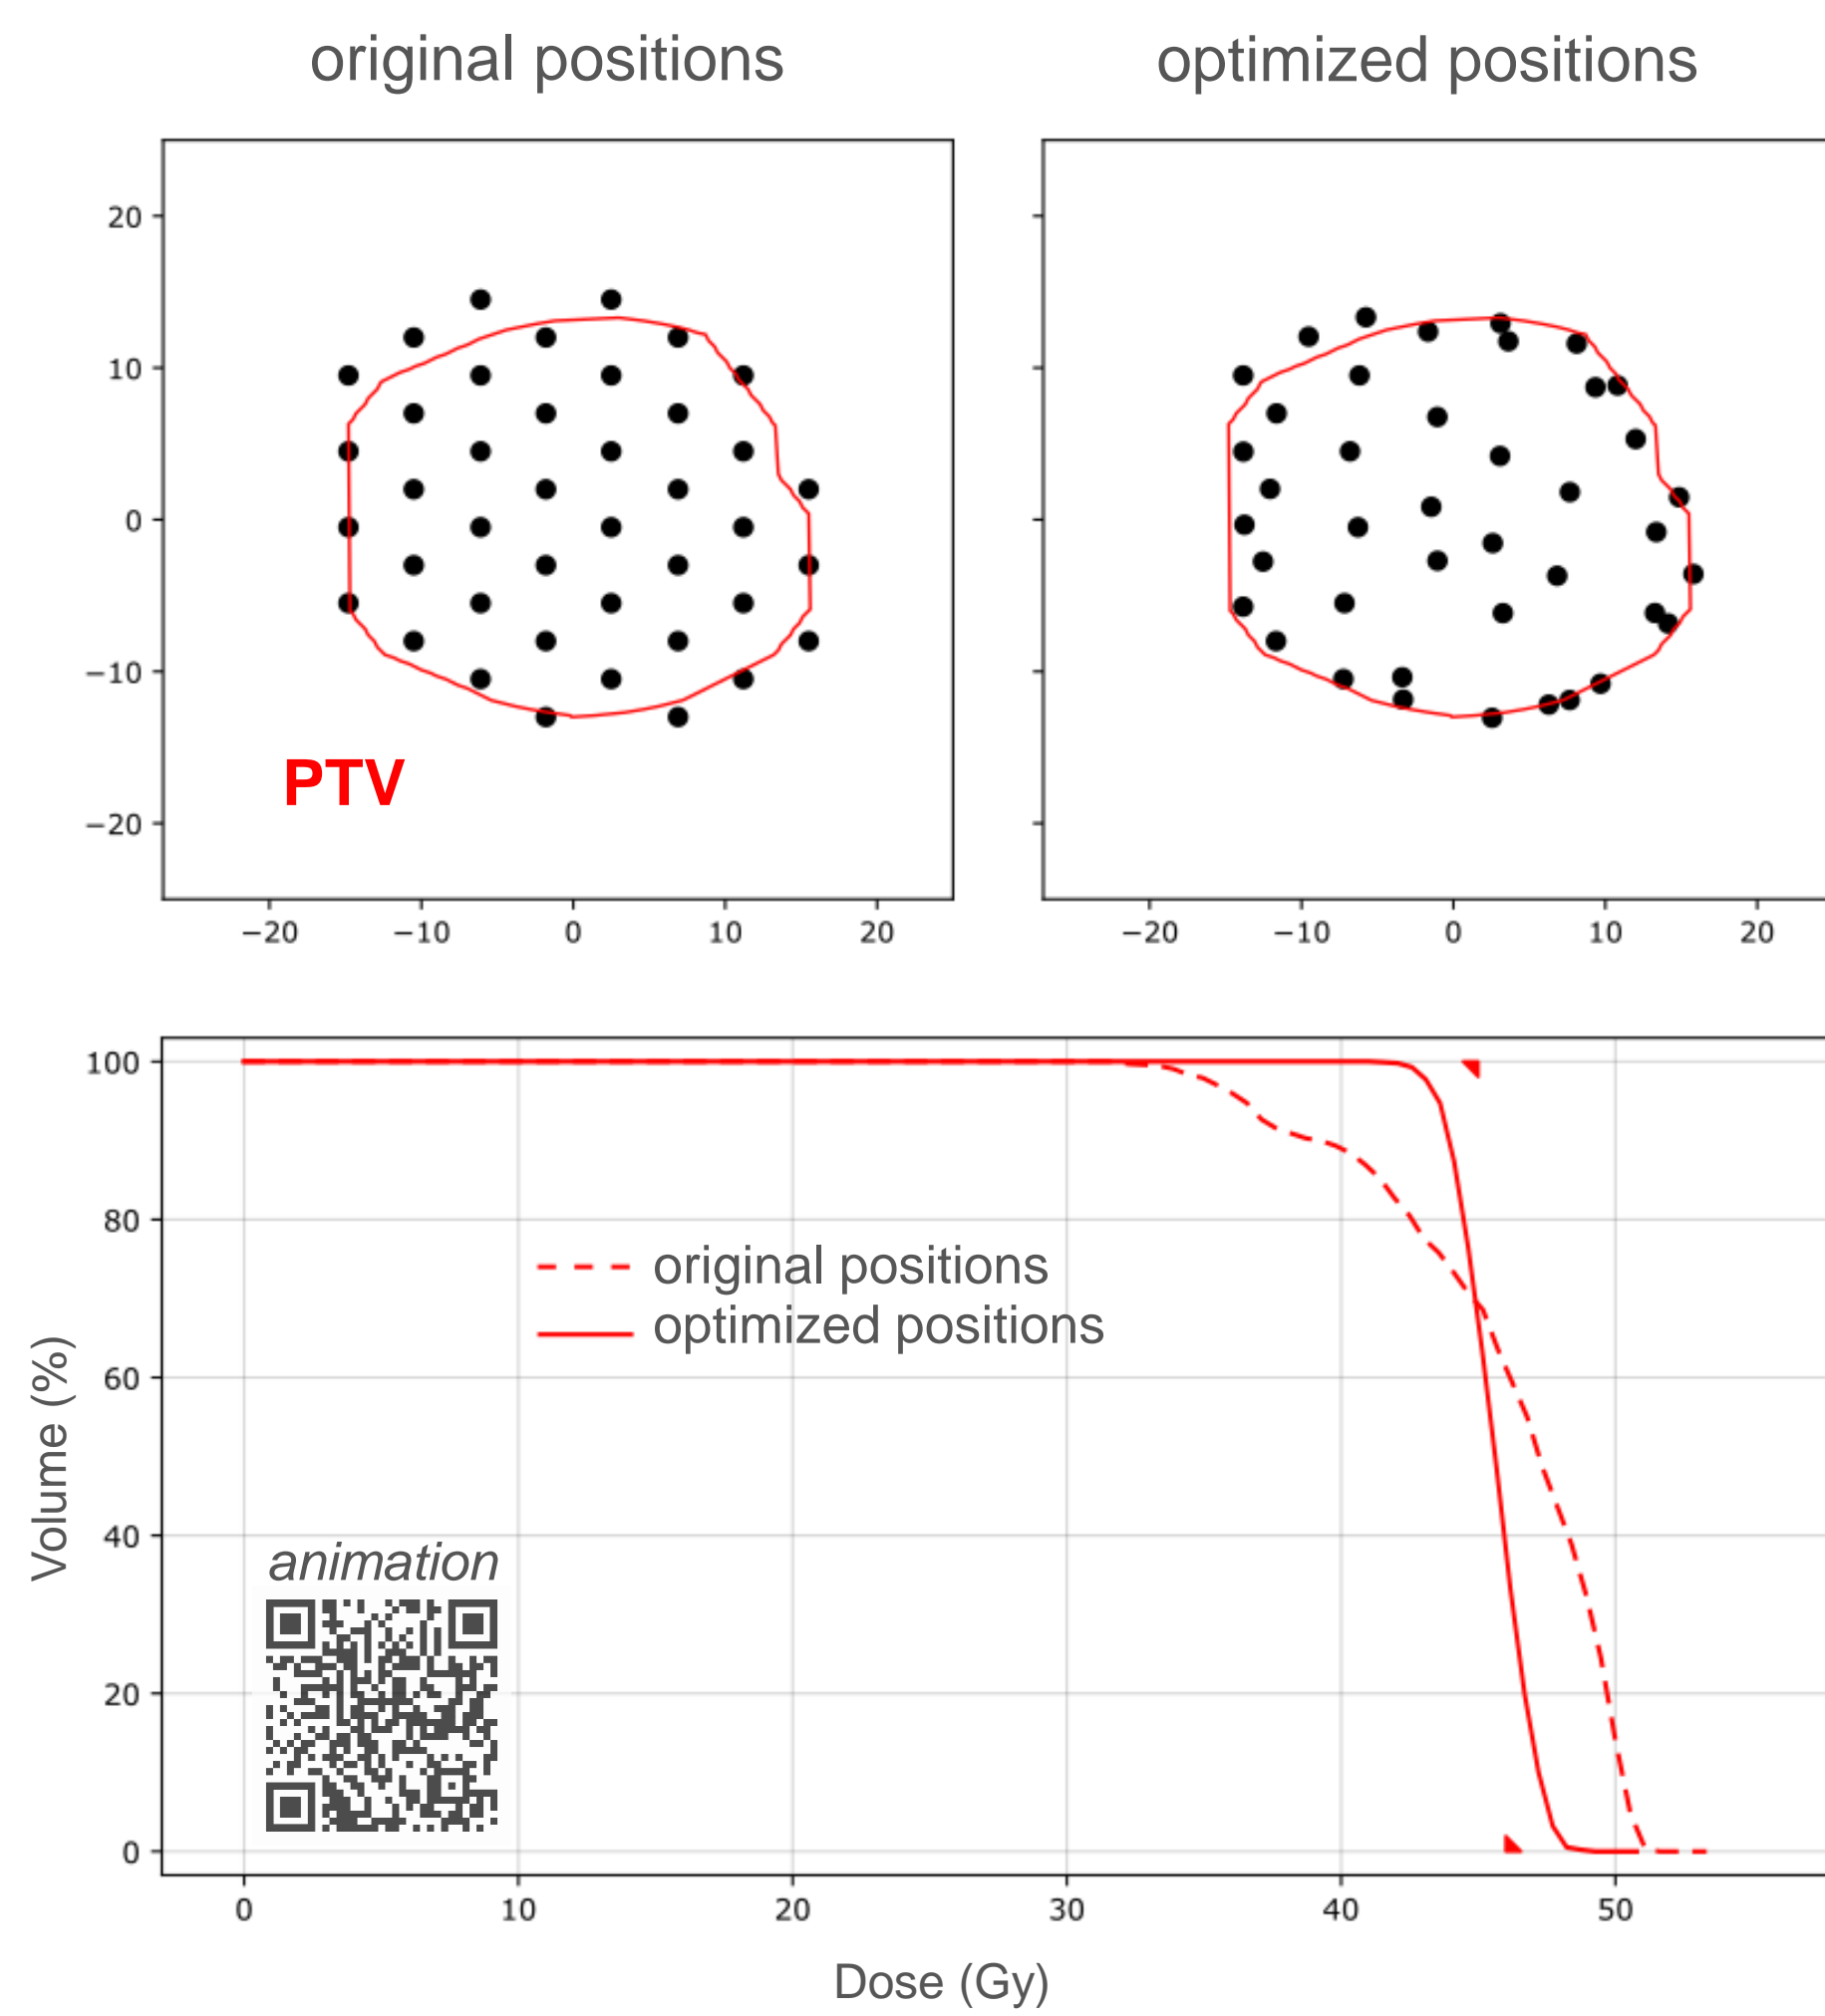 original positions
optimized positions
20
10
0
−10
−20
PTV
−20 −10 0 10 20
−20 −10 0 10 20
100
80
60
40
20
0
Volume (%)
original positions
optimized positions
animation
0 10 20 30 40 50
Dose (Gy)